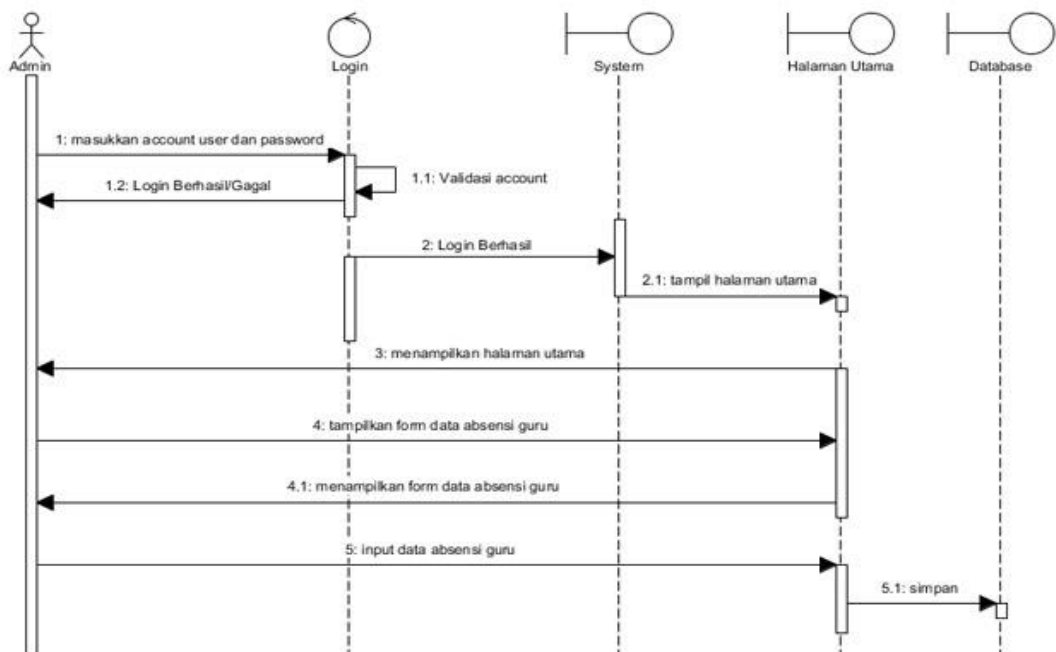 Admin
Login
System
Halaman Utama
Database
1: masukkan account user dan password
1.1: Validasi account
1.2: Login Berhasil/Gagal
2: Login Berhasil
2.1: tampil halaman utama
3: menampilkan halaman utama
4: tampilkan form data absensi guru
4.1: menampilkan form data absensi guru
5: input data absensi guru
5.1: simpan